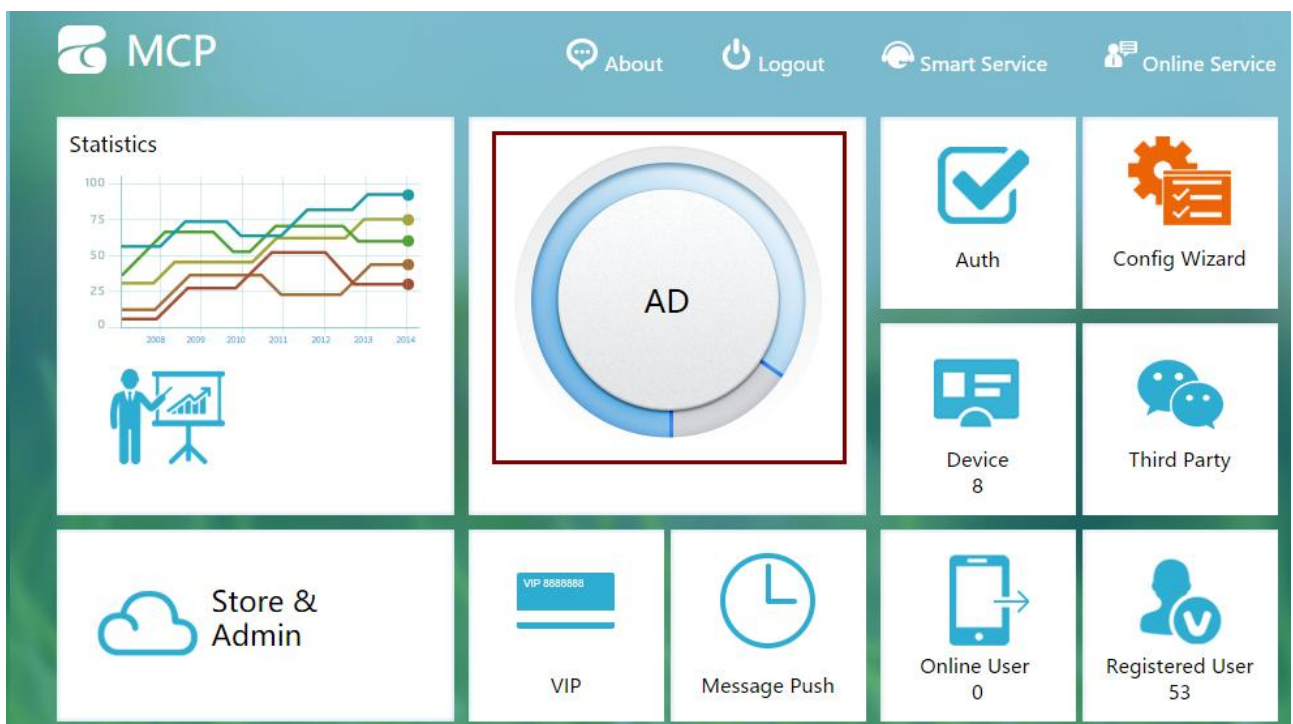 MCP
About
Logout
Smart Service
Online Service
Statistics
100
75
50
25
0
2008 2009 2010 2011 2012 2013 2014
AD
Auth
Config Wizard
Device
8
Third Party
Store &
Admin
VIP 8888888
VIP
Message Push
Online User
0
V
Registered User
53